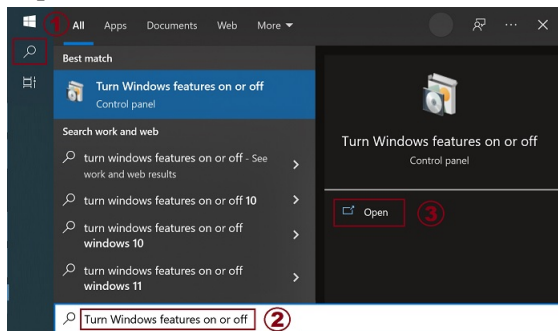 1
All Apps Documents Web More
Best match
Turn Windows features on or off
Control panel
Search work and web
turn windows features on or off - See
work and web results
turn windows features on or off 10
turn windows features on or off
windows 10
turn windows features on or off
windows 11
Turn Windows features on or off
2
Turn Windows features on or off
Control panel
Open
3